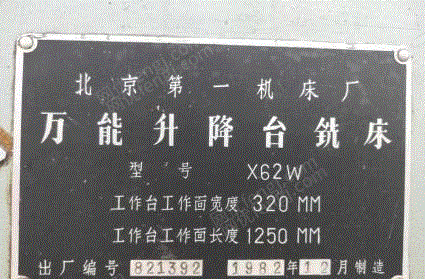 北京第一机床厂
万能升降台铣床
型号 X62W
工作台工作面宽度 320 MM
工作台工作面长度 1250 MM
出厂编号 821392 1982年12月制造